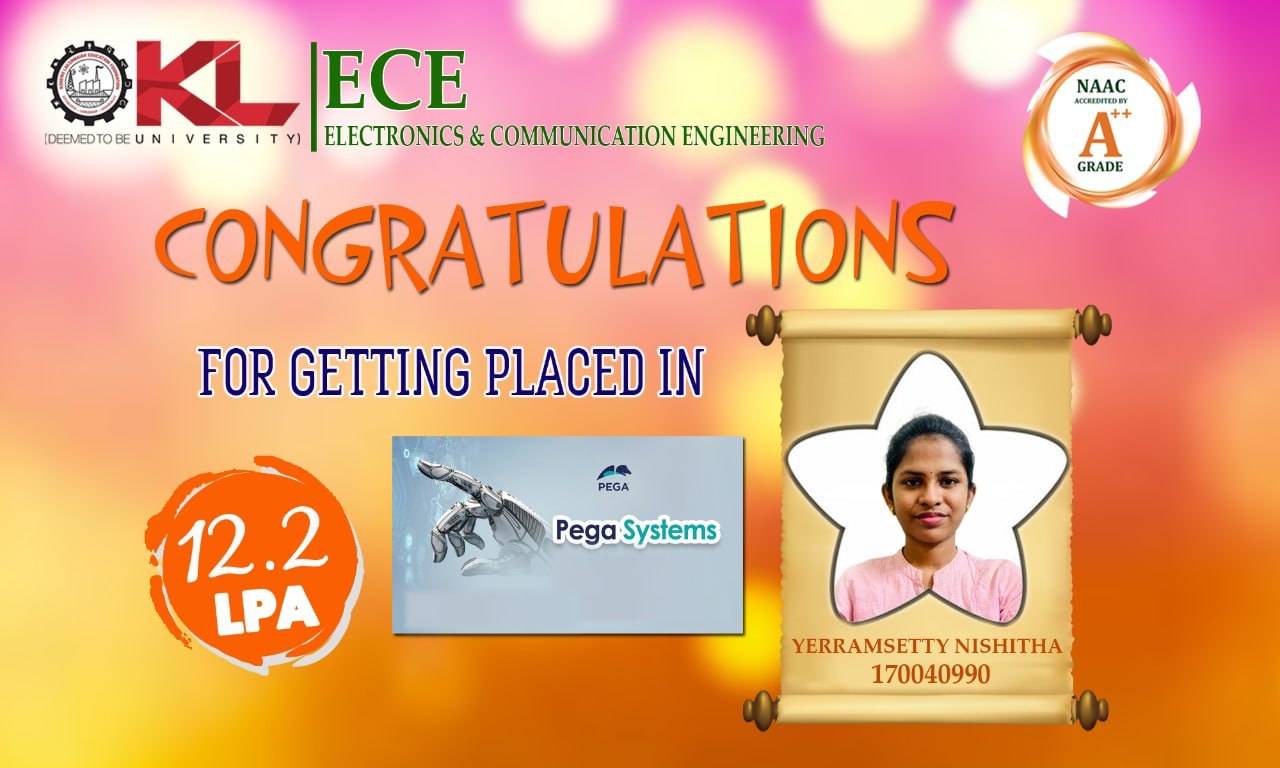 KL
(DEEMED TO BE UNIVERSITY)
ECE
ELECTRONICS & COMMUNICATION ENGINEERING
NAAC
ACCREDITED BY
A++
GRADE
CONGRATULATIONS
FOR GETTING PLACED IN
12.2
LPA
PEGA
Pega Systems
YERRAMSETTY NISHITHA
170040990